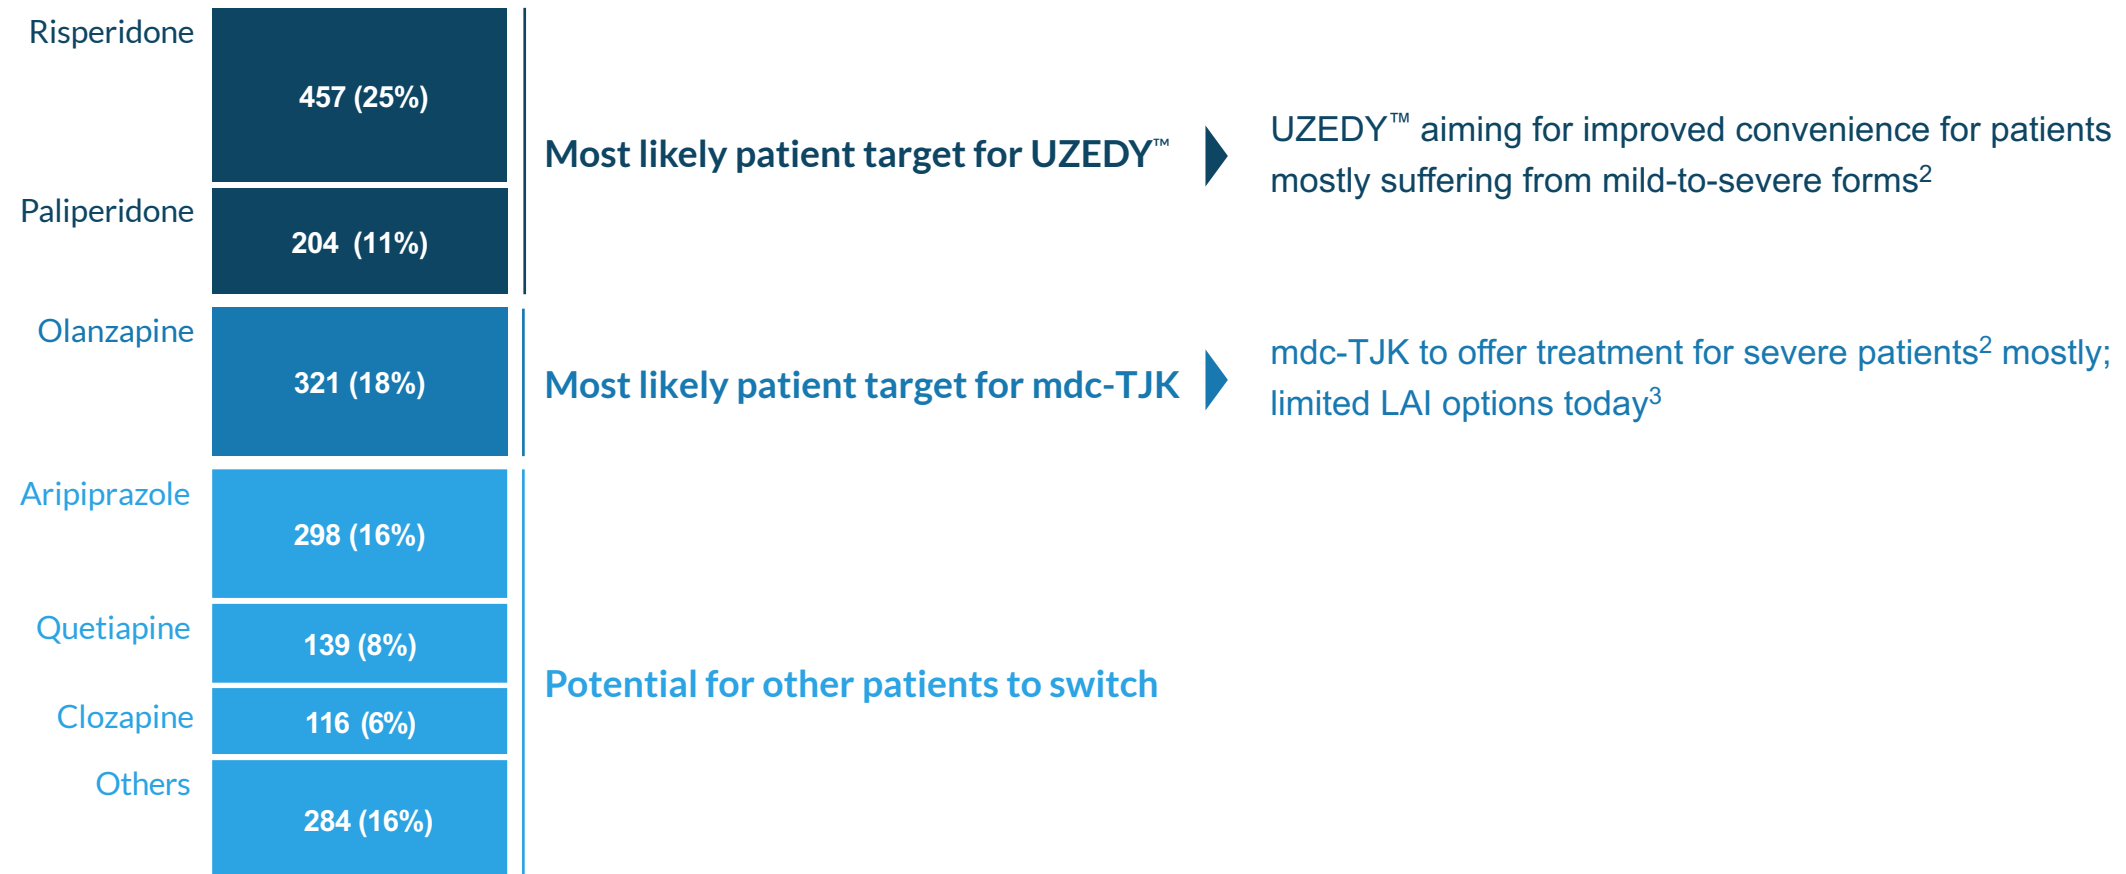 Risperidone
457 (25%)
Paliperidone
204 (11%)
Most likely patient target for UZEDY™
UZEDY™ aiming for improved convenience for patients
mostly suffering from mild-to-severe forms2
Olanzapine
321 (18%)
Most likely patient target for mdc-TJK
mdc-TJK to offer treatment for severe patients2 mostly;
limited LAI options today3
Aripiprazole
298 (16%)
Quetiapine
139 (8%)
Clozapine
116 (6%)
Others
284 (16%)
Potential for other patients to switch